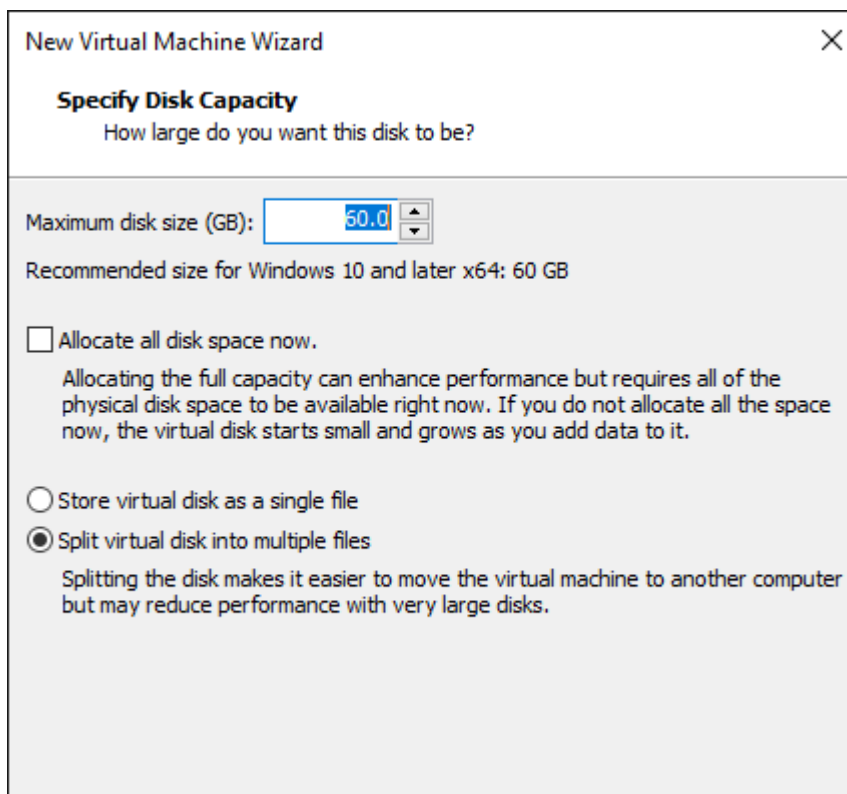 New Virtual Machine Wizard
Specify Disk Capacity
How large do you want this disk to be?
Maximum disk size (GB): 60.0
Recommended size for Windows 10 and later x64: 60 GB
Allocate all disk space now.
Allocating the full capacity can enhance performance but requires all of the
physical disk space to be available right now. If you do not allocate all the space
now, the virtual disk starts small and grows as you add data to it.
Store virtual disk as a single file
Split virtual disk into multiple files
Splitting the disk makes it easier to move the virtual machine to another computer
but may reduce performance with very large disks.